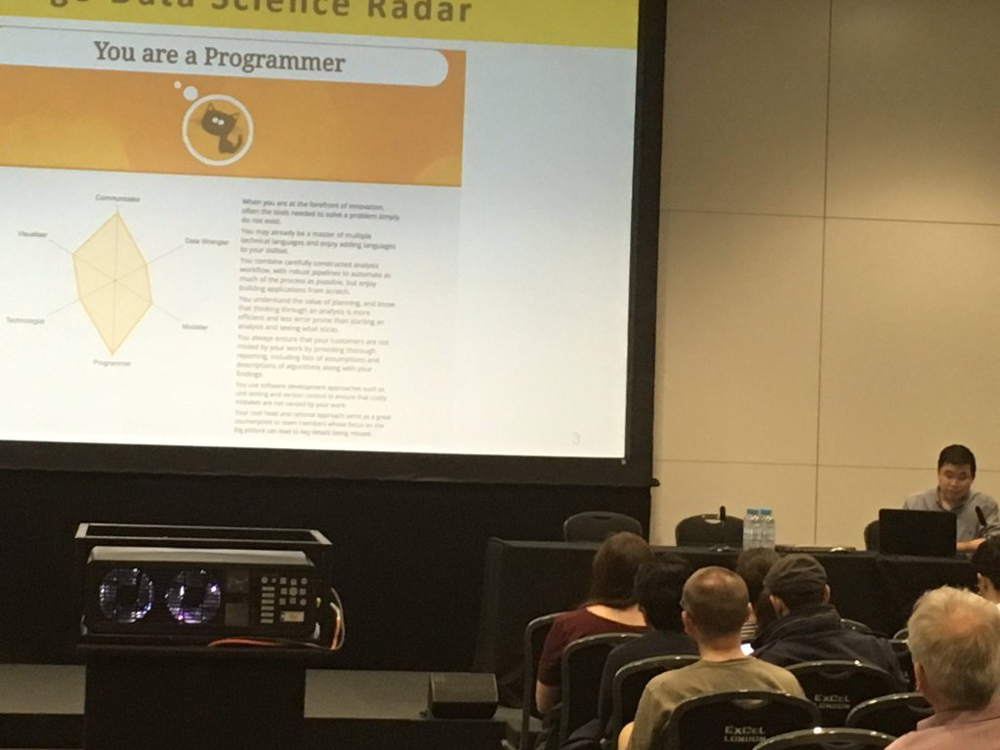 go Data Science Radar
You are a Programmer
Communicator
Visualiser
Data Wrangler
Technologist
Modeller
Programmer
When you are at the forefront of innovation,
often the tools needed to solve a problem simply
do not exist.
You may already be a master of multiple
technical languages and enjoy adding languages
to your skillset.
You combine carefully constructed analysis
workflow, with robust pipelines to automate as
much of the process as possible, but enjoy
building applications from scratch.
You understand the value of planning, and know
that thinking through an analysis is more
efficient and less error prone than starting an
analysis and seeing what sticks.
You always ensure that your customers are not
misled by your work by providing thorough
reporting, including lists of assumptions and
descriptions of algorithms along with your
findings.
You use software development approaches such as
unit testing and version control to ensure that costly
mistakes are not caused by your work.
Your cool head and rational approach serve as a great
counterpoint to team members whose focus on the
big picture can lead to key details being missed.
3
EXCEL
LONDON
EXCEL
LONDON